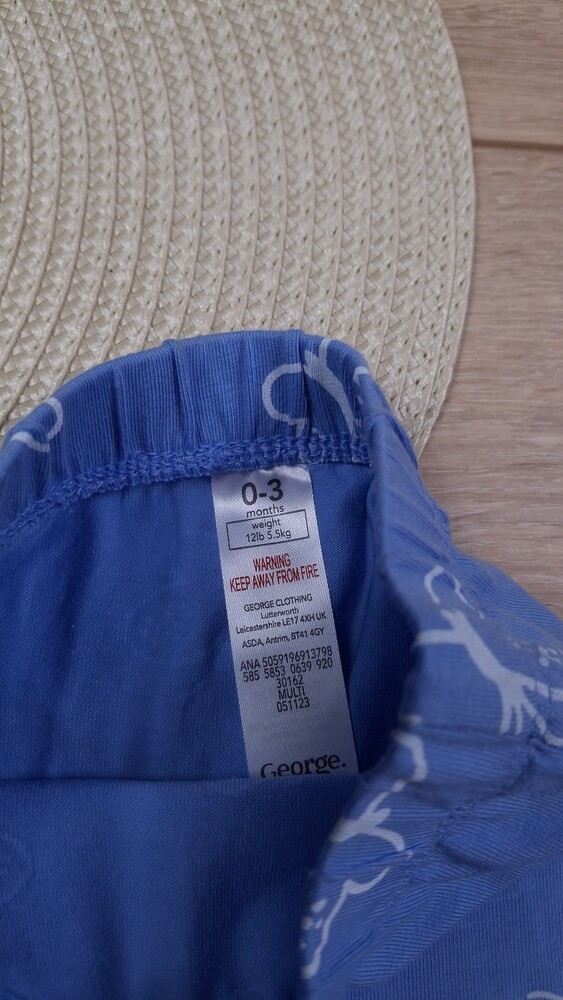 0-3
months
weight
12lb 5.5kg
WARNING
KEEP AWAY FROM FIRE
GEORGE CLOTHING
Lutterworth
Leicestershire LE17 4XH UK
ASDA, Antrim, BT41 4GY
ANA 5059196913798
585 5853 0639 920
30162
MULTI
051123
George.